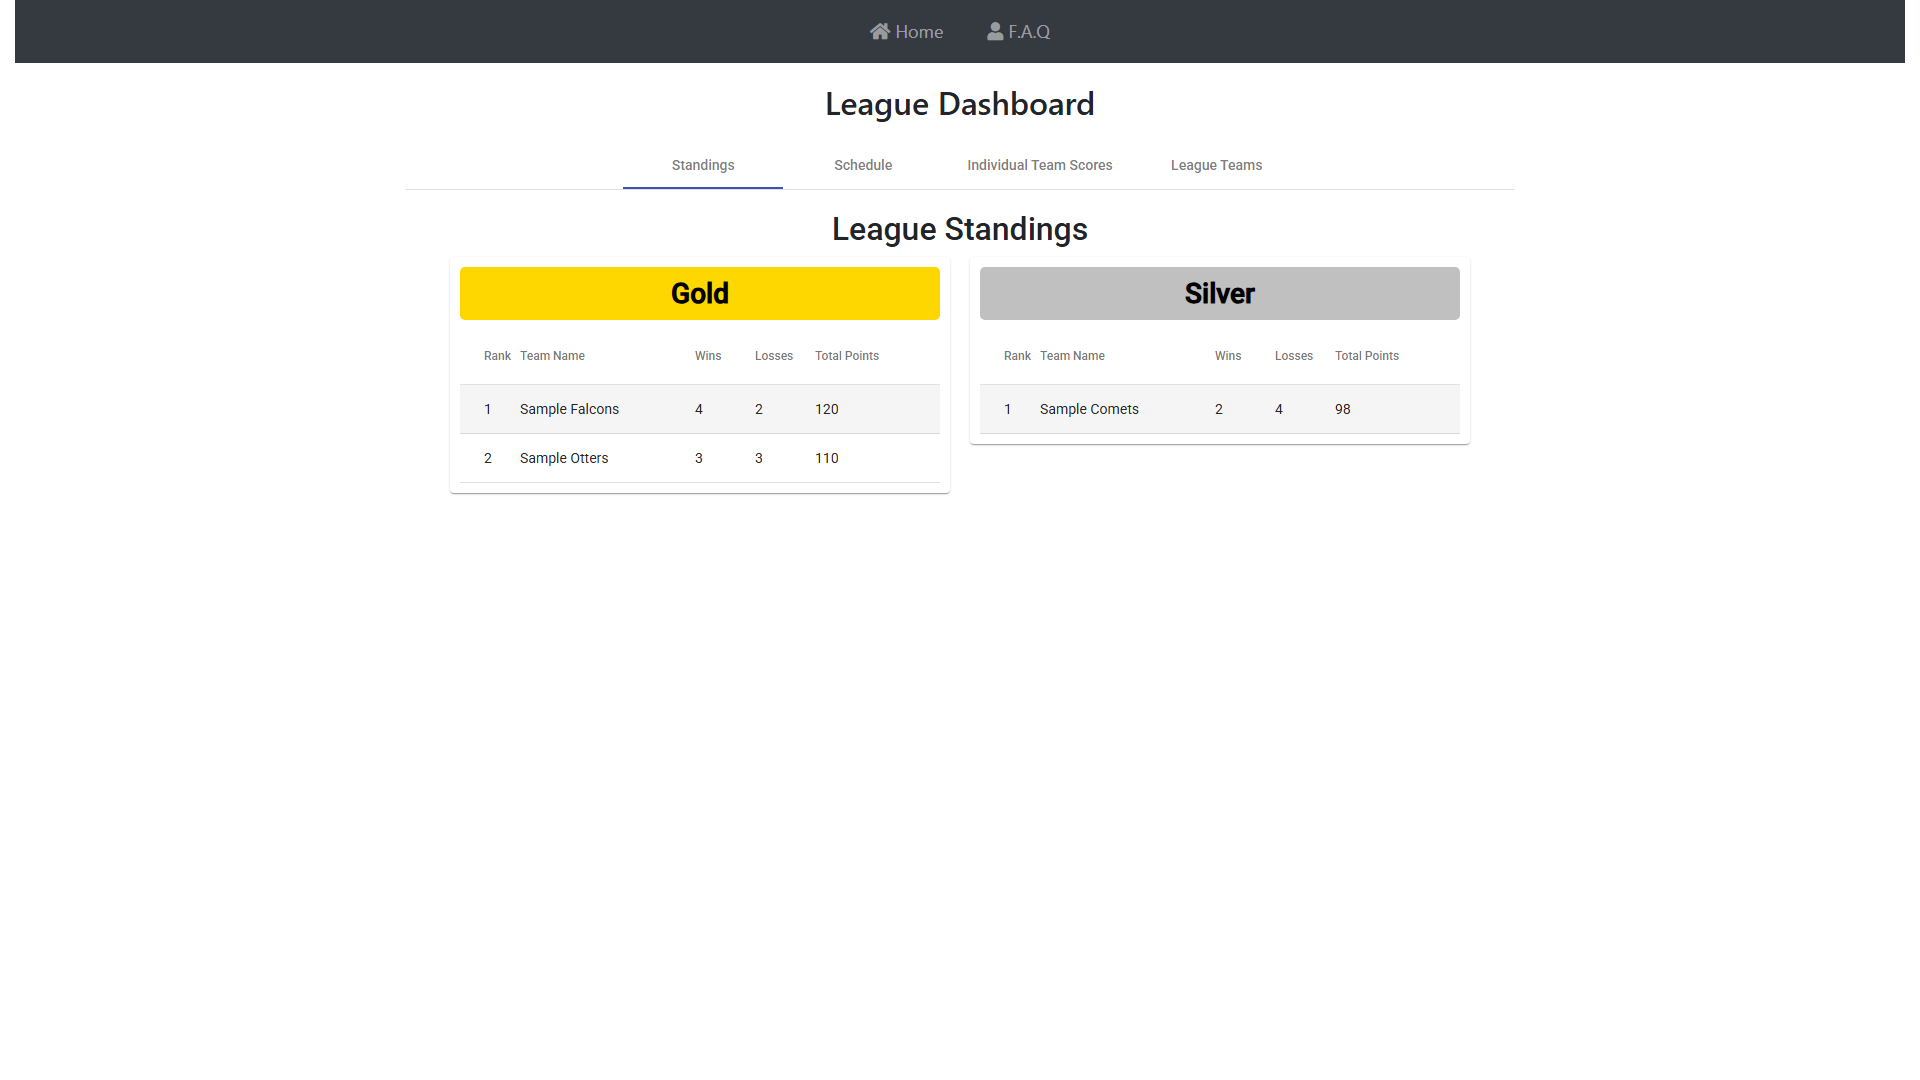 Home F.A.Q
League Dashboard
Standings Schedule Individual Team Scores League Teams
League Standings
Gold
Rank Team Name Wins Losses Total Points
1 Sample Falcons 4 2 120
2 Sample Otters 3 3 110
Silver
Rank Team Name Wins Losses Total Points
1 Sample Comets 2 4 98